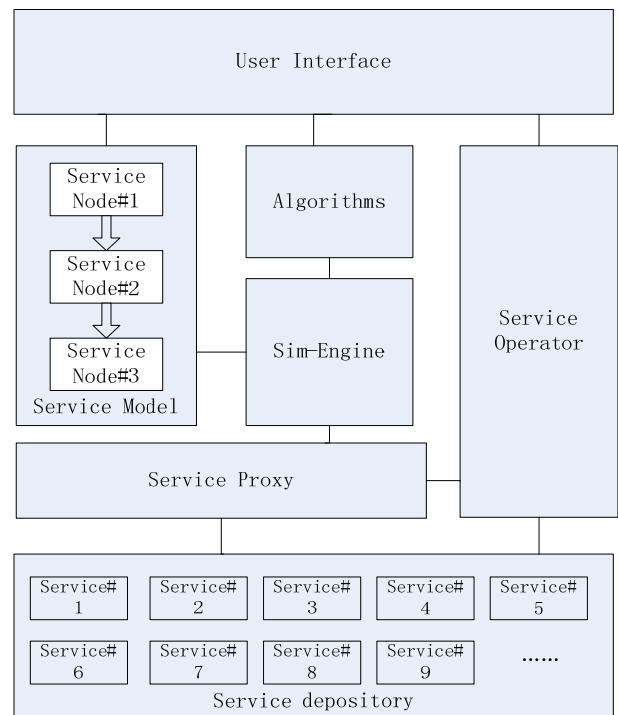 User Interface
Service
Node#1
Service
Node#2
Service
Node#3
Service Model
Algorithms
Sim-Engine
Service
Operator
Service Proxy
Service#
1
Service#
2
Service#
3
Service#
4
Service#
5
Service#
6
Service#
7
Service#
8
Service#
9
……
Service depository